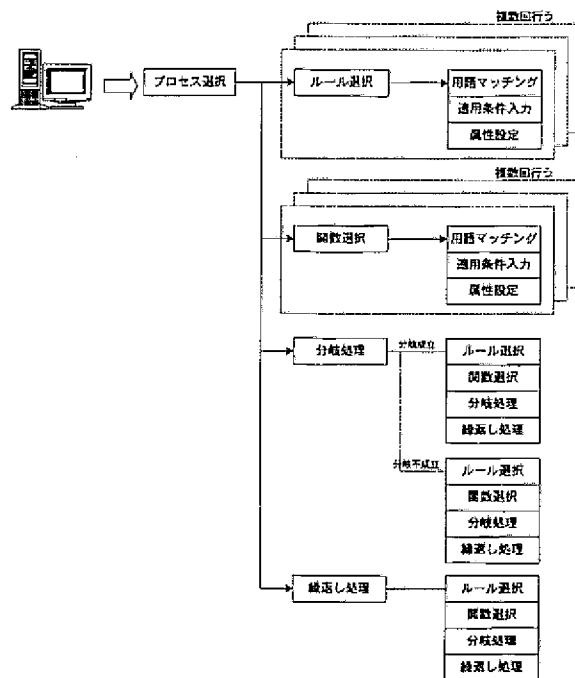 複数回行う
プロセス選択
ルール選択
用語マッチング
適用条件入力
属性設定
複数回行う
関数選択
用語マッチング
適用条件入力
属性設定
分岐処理
分岐成立
ルール選択
関数選択
分岐処理
繰返し処理
分岐不成立
ルール選択
関数選択
分岐処理
繰返し処理
繰返し処理
ルール選択
関数選択
分岐処理
繰返し処理